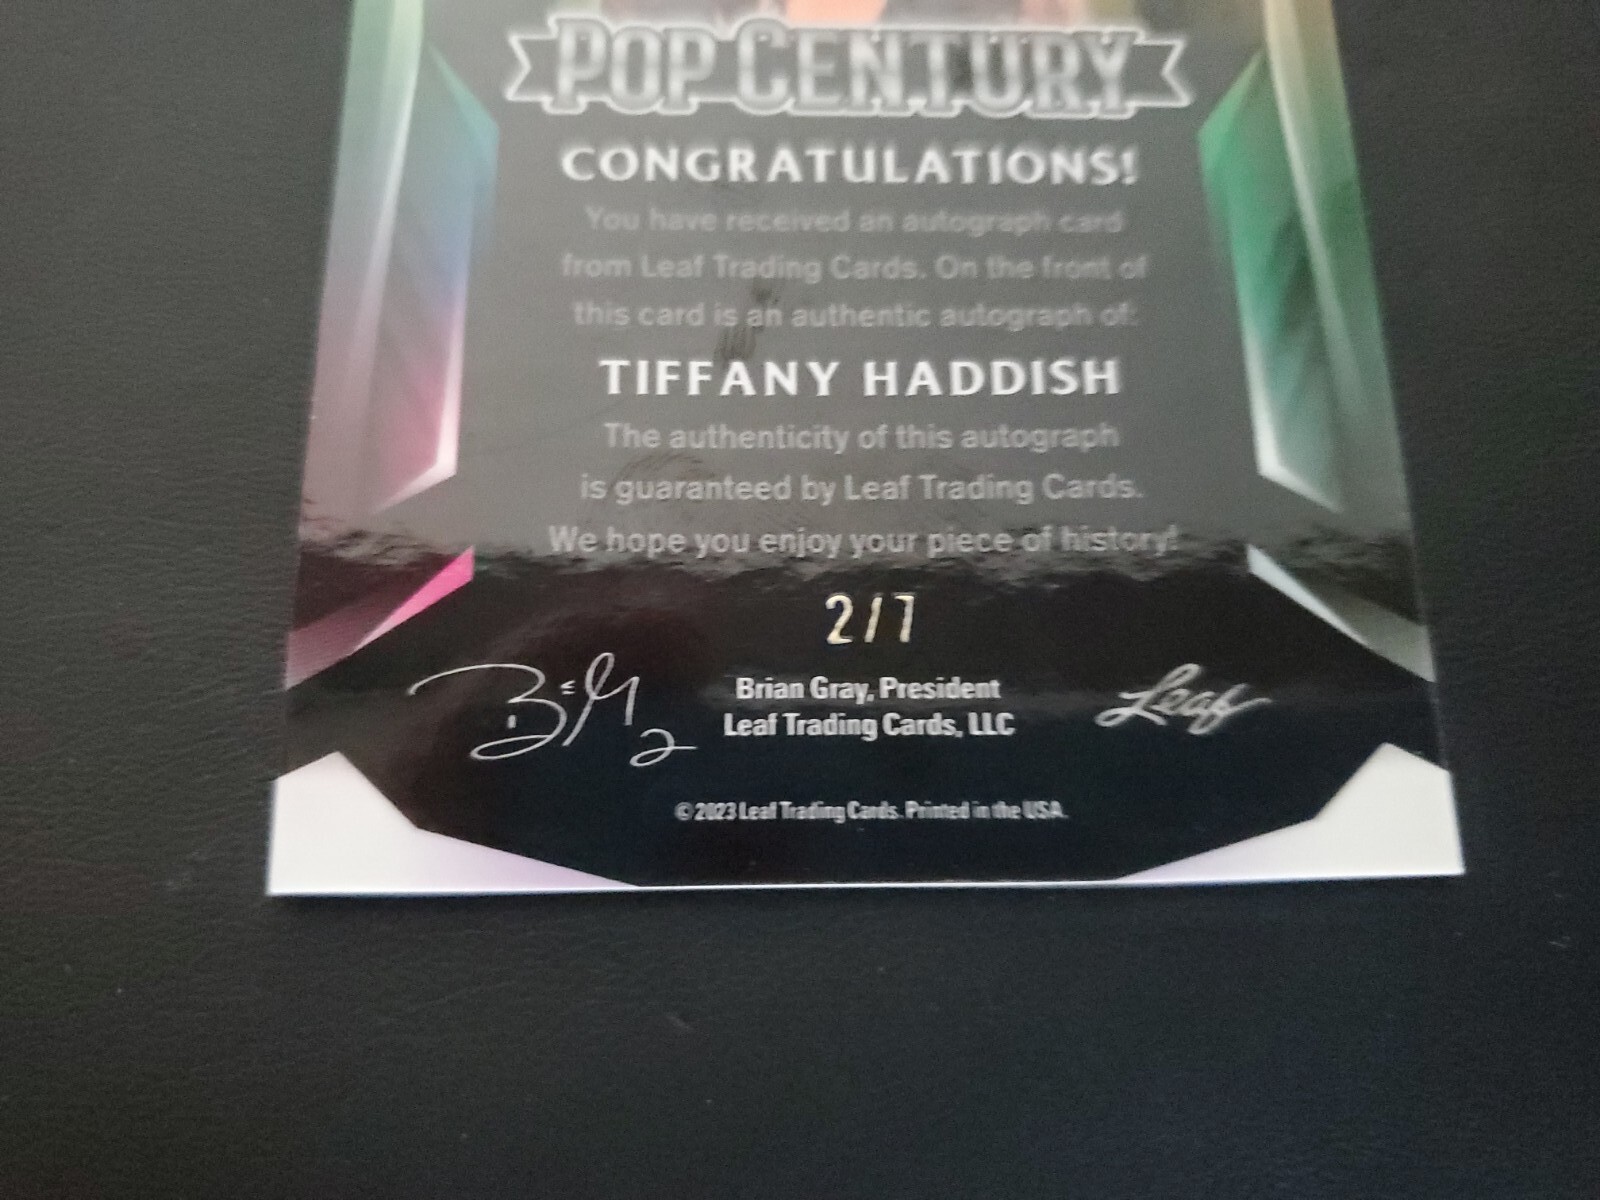 POP CENTURY
CONGRATULATIONS!
You have received an autograph card
from Leaf Trading Cards. On the front of
this card is an authentic autograph of:
TIFFANY HADDISH
The authenticity of this autograph
is guaranteed by Leaf Trading Cards.
We hope you enjoy your piece of history!
2/7
Brian Gray, President
Leaf Trading Cards, LLC
Leaf
© 2023 Leaf Trading Cards. Printed in the USA.